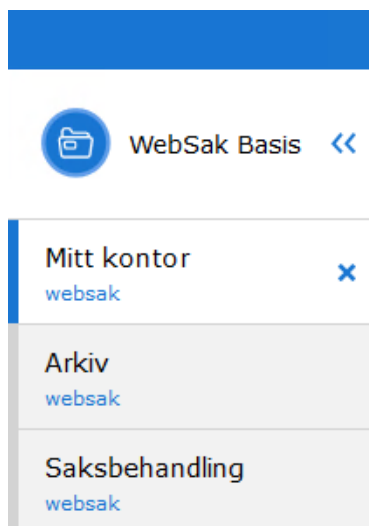 WebSak Basis
Mitt kontor
websak
Arkiv
websak
Saksbehandling
websak